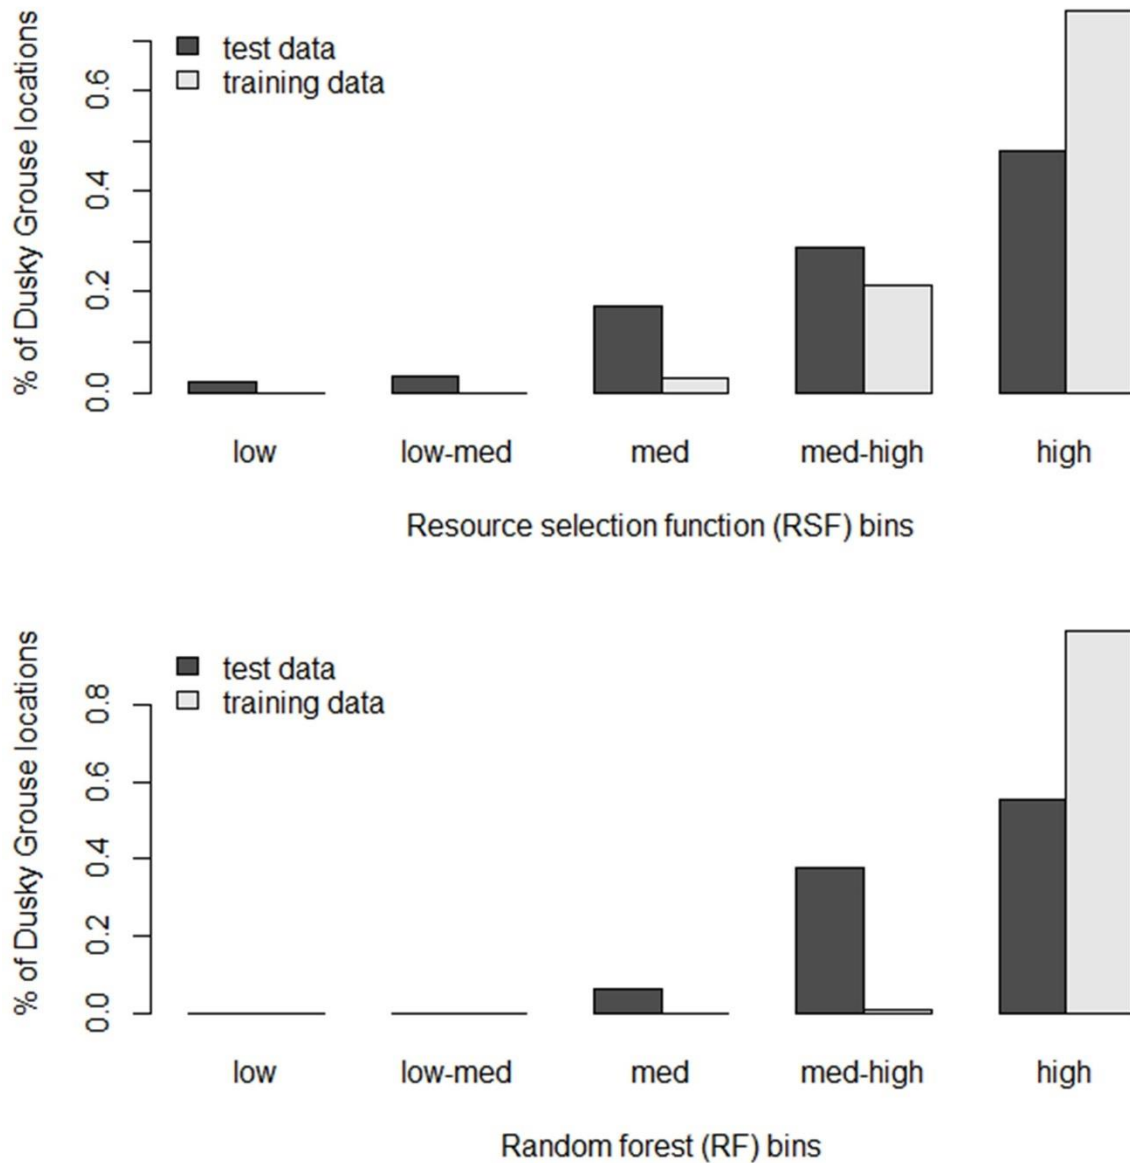 % of Dusky Grouse locations
0.6
0.4
0.2
0.0
test data
training data
low low-med med med-high high
Resource selection function (RSF) bins
% of Dusky Grouse locations
0.8
0.6
0.4
0.2
0.0
test data
training data
low low-med med med-high high
Random forest (RF) bins